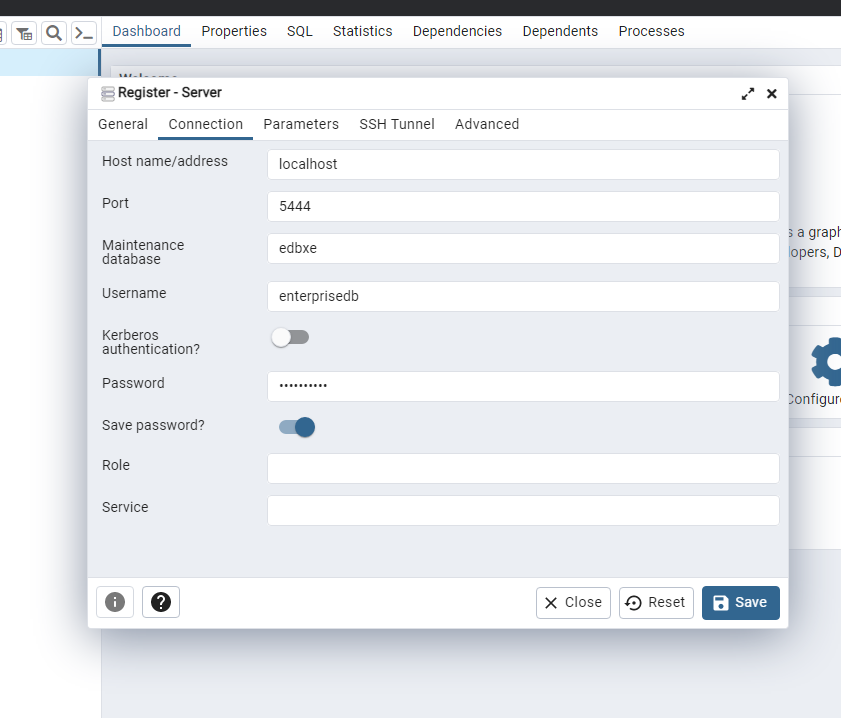 Dashboard Properties SQL Statistics Dependencies Dependents Processes
Register - Server
General Connection Parameters SSH Tunnel Advanced
Host name/address localhost
Port 5444
Maintenance
database edbxe
Username enterprisedb
Kerberos
authentication?
Password ••••••••••
Save password?
Role
Service
s a graph
lopers, D
Configur
Close Reset Save